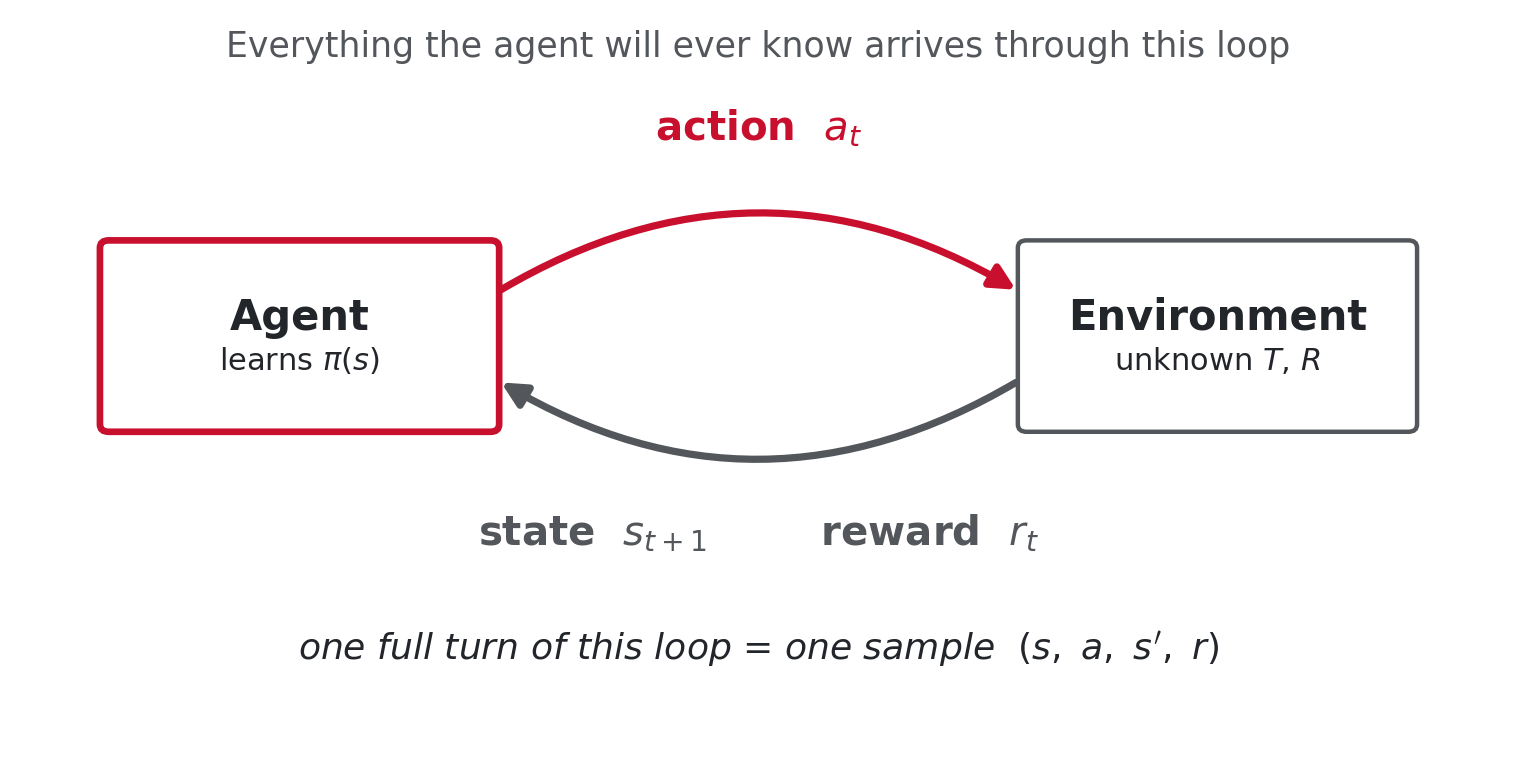 Everything the agent will ever know arrives through this loop
action a_t
Agent
learns π(s)
Environment
unknown T, R
state s_{t+1} reward r_t
one full turn of this loop = one sample (s, a, s′, r)